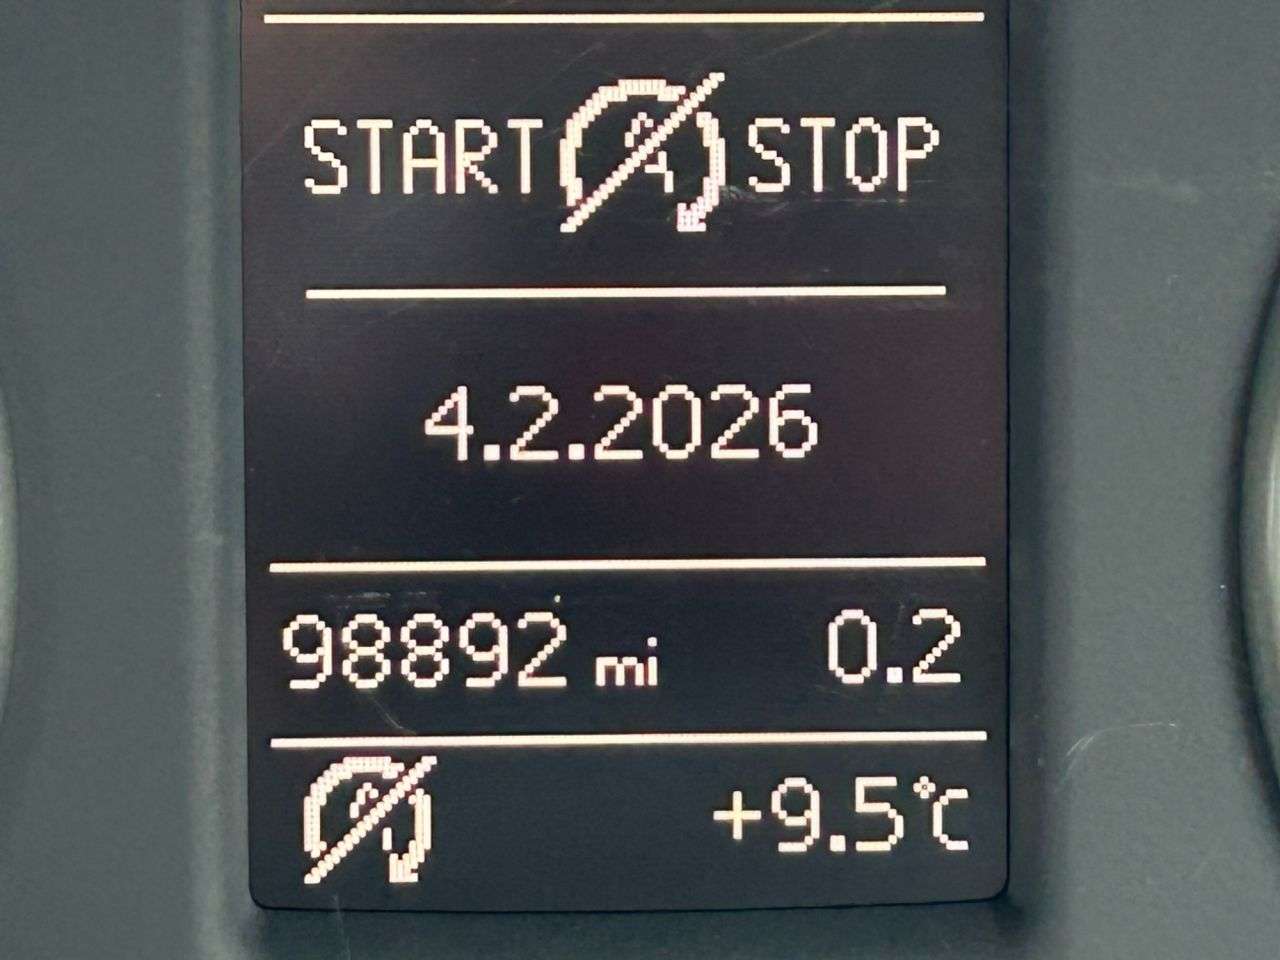 START A STOP
4.2.2026
98892 mi 0.2
A +9.5°C